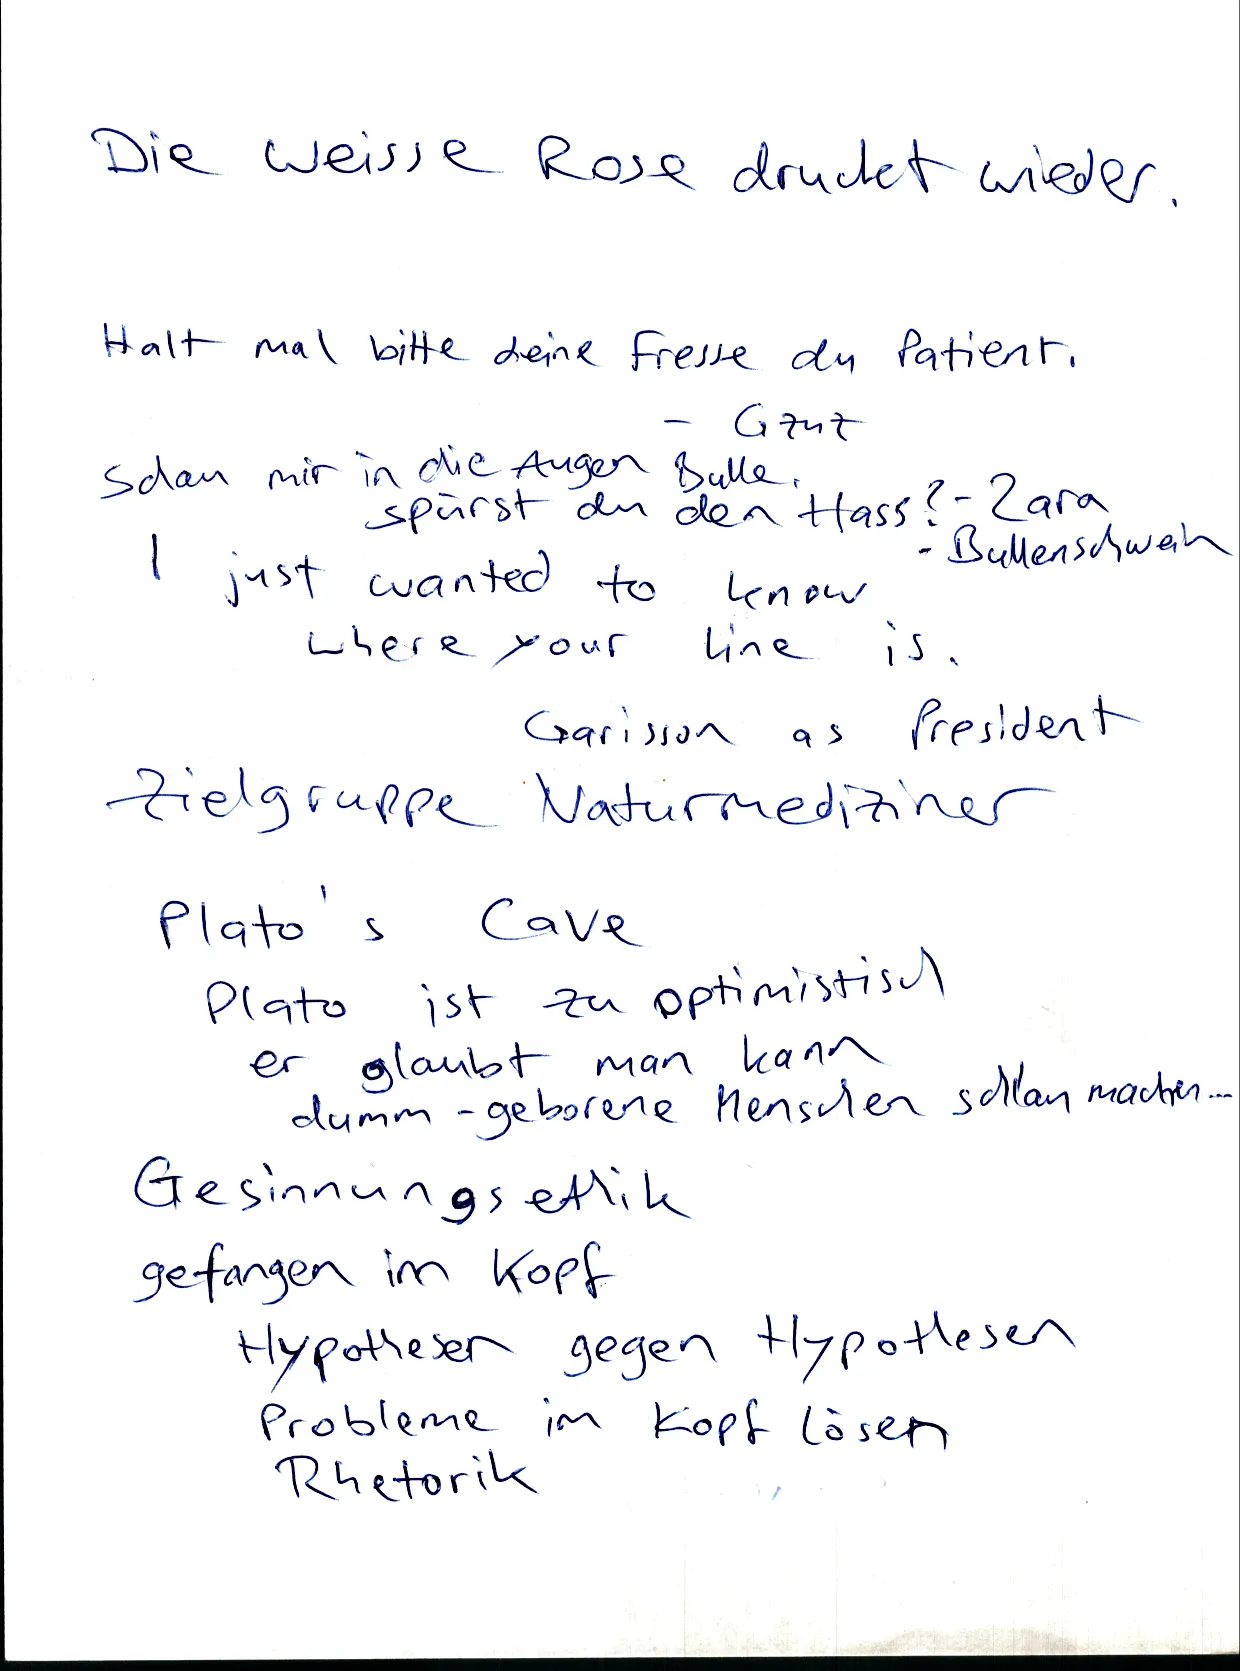 Die weisse Rose druckt wieder.
Halt mal bitte deine Fresse du Patient.
- Gzuz
Schau mir in die Augen Bulle,
spürst du den Hass? - Zara
- Bullenschwein
I just wanted to know
where your line is.
Garisson as President
Zielgruppe Naturmediziner
Plato's Cave
Plato ist zu optimistisch
er glaubt man kann
dumm-geborene Menschen schlau machen...
Gesinnungsethik
gefangen im Kopf
Hypothesen gegen Hypothesen
Probleme im Kopf lösen
Rhetorik